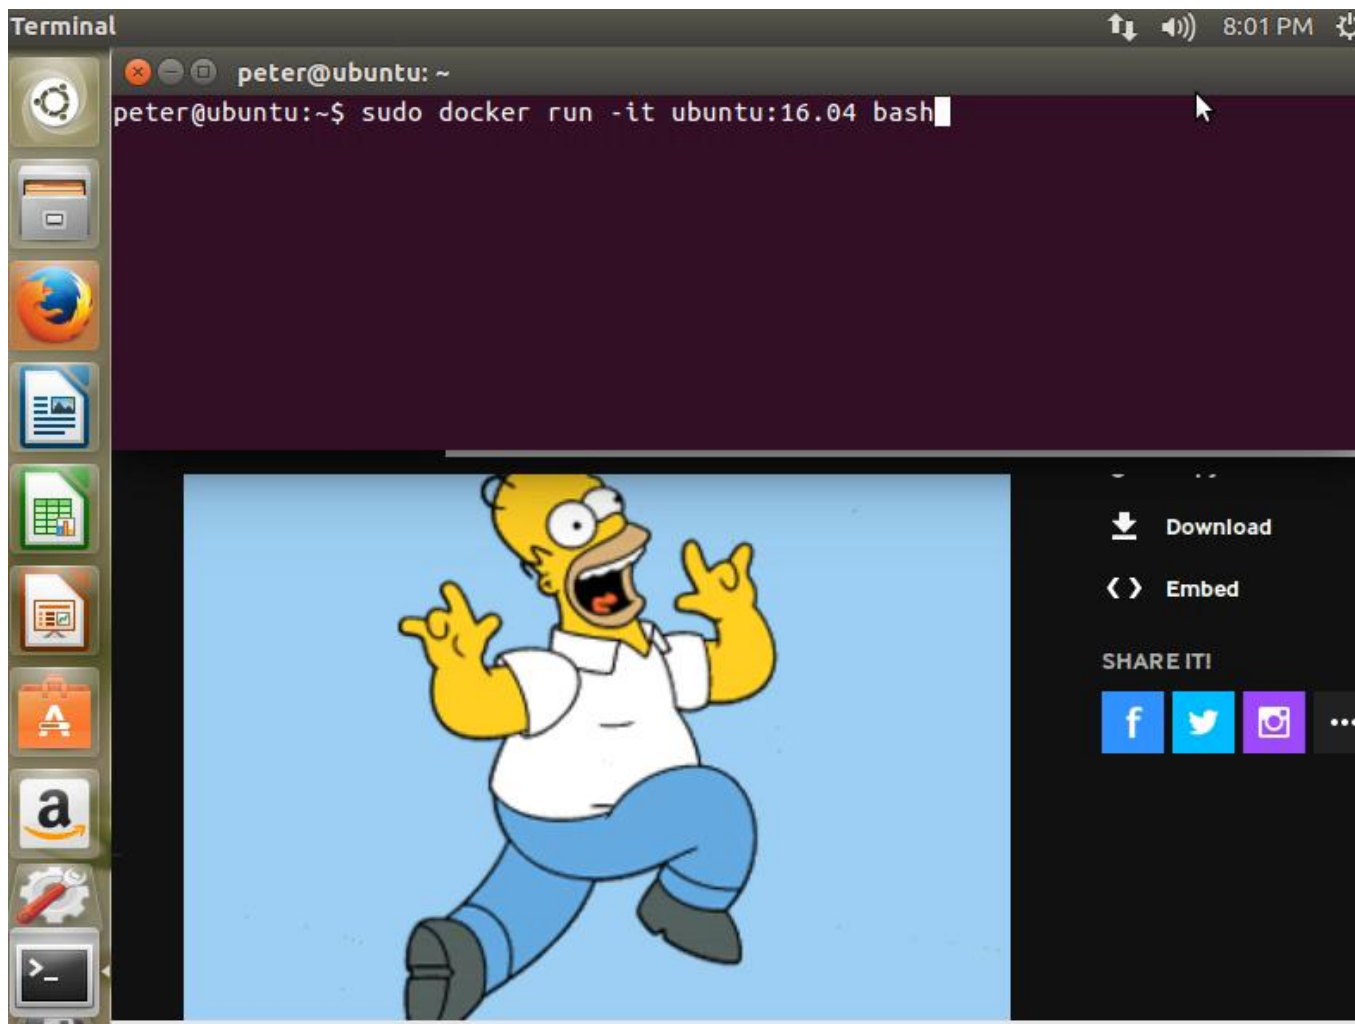 Terminal
8:01 PM
peter@ubuntu: ~
peter@ubuntu:~$ sudo docker run -it ubuntu:16.04 bash
Download
Embed
SHARE IT!